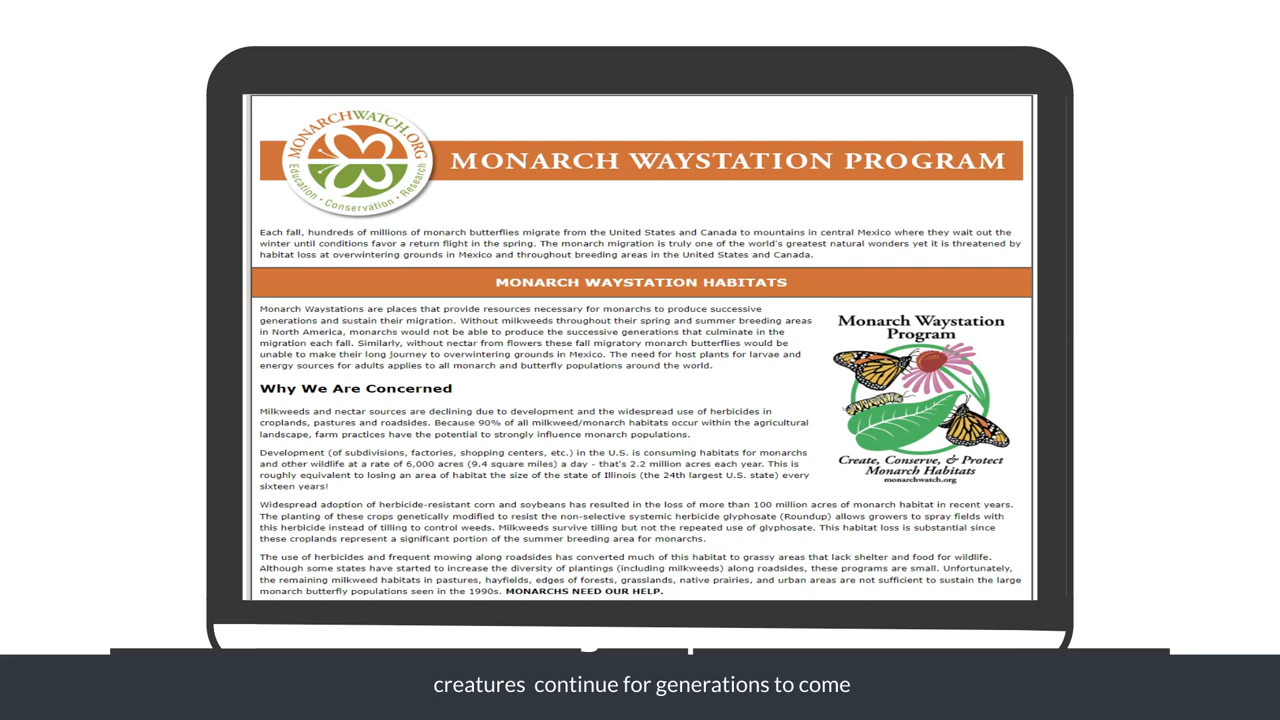 MONARCHWATCH.ORG
Education • Conservation • Research
MONARCH WAYSTATION PROGRAM
Each fall, hundreds of millions of monarch butterflies migrate from the United States and Canada to mountains in central Mexico where they wait out the
winter until conditions favor a return flight in the spring. The monarch migration is truly one of the world's greatest natural wonders yet it is threatened by
habitat loss at overwintering grounds in Mexico and throughout breeding areas in the United States and Canada.
MONARCH WAYSTATION HABITATS
Monarch Waystations are places that provide resources necessary for monarchs to produce successive
generations and sustain their migration. Without milkweeds throughout their spring and summer breeding areas
in North America, monarchs would not be able to produce the successive generations that culminate in the
migration each fall. Similarly, without nectar from flowers these fall migratory monarch butterflies would be
unable to make their long journey to overwintering grounds in Mexico. The need for host plants for larvae and
energy sources for adults applies to all monarch and butterfly populations around the world.
Monarch Waystation
Program
Create, Conserve, & Protect
Monarch Habitats
monarchwatch.org
Why We Are Concerned
Milkweeds and nectar sources are declining due to development and the widespread use of herbicides in
croplands, pastures and roadsides. Because 90% of all milkweed/monarch habitats occur within the agricultural
landscape, farm practices have the potential to strongly influence monarch populations.
Development (of subdivisions, factories, shopping centers, etc.) in the U.S. is consuming habitats for monarchs
and other wildlife at a rate of 6,000 acres (9.4 square miles) a day - that's 2.2 million acres each year. This is
roughly equivalent to losing an area of habitat the size of the state of Illinois (the 24th largest U.S. state) every
sixteen years!
Widespread adoption of herbicide-resistant corn and soybeans has resulted in the loss of more than 100 million acres of monarch habitat in recent years.
The planting of these crops genetically modified to resist the non-selective systemic herbicide glyphosate (Roundup) allows growers to spray fields with
this herbicide instead of tilling to control weeds. Milkweeds survive tilling but not the repeated use of glyphosate. This habitat loss is substantial since
these croplands represent a significant portion of the summer breeding area for monarchs.
The use of herbicides and frequent mowing along roadsides has converted much of this habitat to grassy areas that lack shelter and food for wildlife.
Although some states have started to increase the diversity of plantings (including milkweeds) along roadsides, these programs are small. Unfortunately,
the remaining milkweed habitats in pastures, hayfields, edges of forests, grasslands, native prairies, and urban areas are not sufficient to sustain the large
monarch butterfly populations seen in the 1990s. MONARCHS NEED OUR HELP.
creatures continue for generations to come